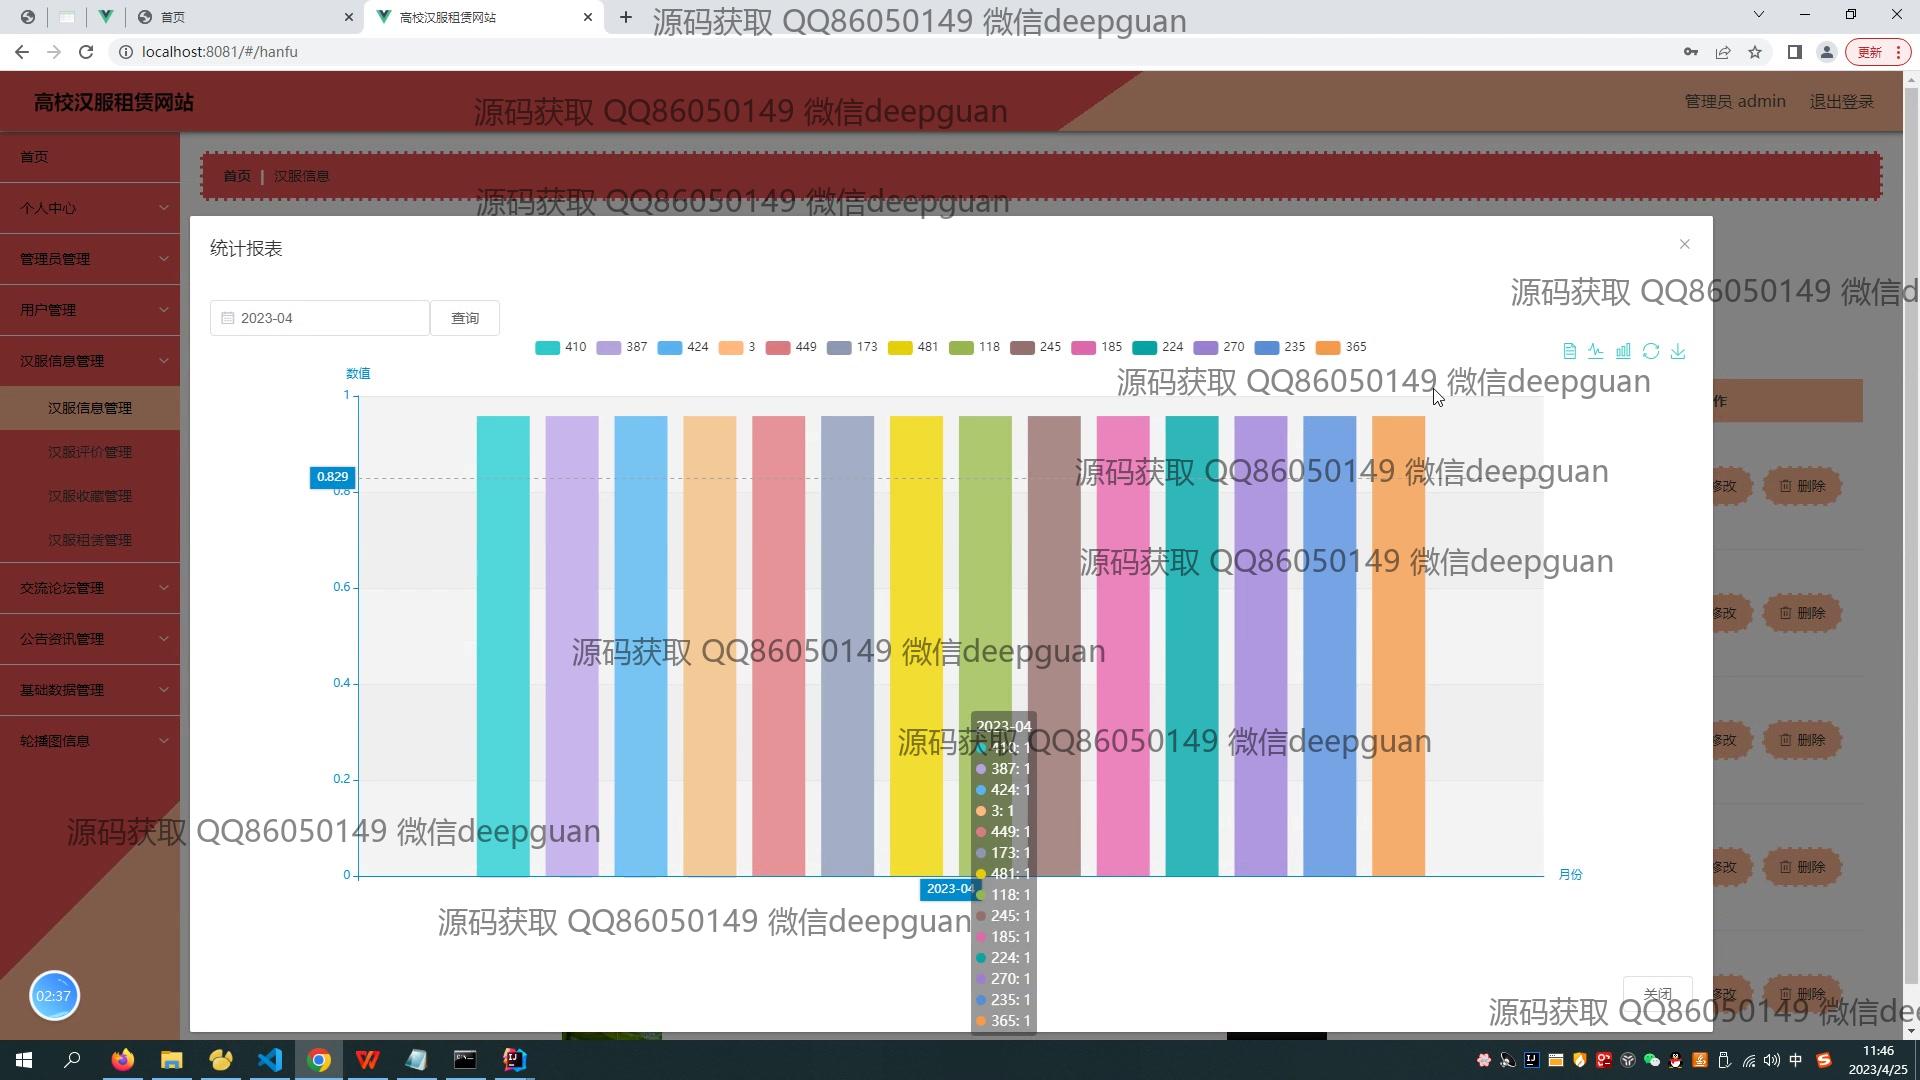 首页
高校汉服租赁网站
源码获取 QQ86050149 微信deepguan
localhost:8081/#/hanfu
更新
高校汉服租赁网站
源码获取 QQ86050149 微信deepguan
管理员 admin
退出登录
首页
首页 | 汉服信息
源码获取 QQ86050149 微信deepguan
个人中心
管理员管理
用户管理
汉服信息管理
汉服信息管理
汉服评价管理
汉服收藏管理
汉服租赁管理
交流论坛管理
公告资讯管理
基础数据管理
轮播图信息
统计报表
源码获取 QQ86050149 微信d
2023-04
查询
410 387 424 3 449 173 481 118 245 185 224 270 235 365
数值
源码获取 QQ86050149 微信deepguan
作
1
0.829
0.8
0.6
0.4
0.2
0
源码获取 QQ86050149 微信deepguan
修改 删除
源码获取 QQ86050149 微信deepguan
修改 删除
源码获取 QQ86050149 微信deepguan
2023-04
410: 1
387: 1
424: 1
3: 1
449: 1
173: 1
481: 1
118: 1
245: 1
185: 1
224: 1
270: 1
235: 1
365: 1
源码获取 QQ86050149 微信deepguan
修改 删除
源码获取 QQ86050149 微信deepguan
修改 删除
月份
2023-04
源码获取 QQ86050149 微信deepguan
关闭
修改 删除
源码获取 QQ86050149 微信dee
02:37
中
11:46
2023/4/25